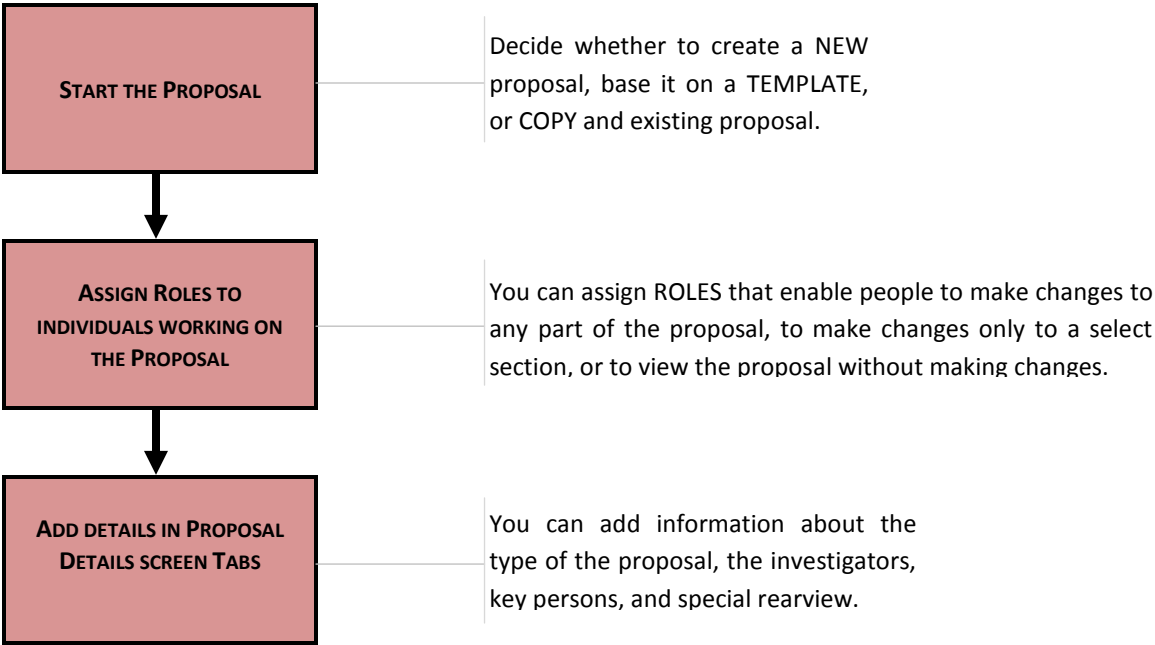 START THE PROPOSAL
Decide whether to create a NEW
proposal, base it on a TEMPLATE,
or COPY and existing proposal.
ASSIGN ROLES TO
INDIVIDUALS WORKING ON
THE PROPOSAL
You can assign ROLES that enable people to make changes to
any part of the proposal, to make changes only to a select
section, or to view the proposal without making changes.
ADD DETAILS IN PROPOSAL
DETAILS SCREEN TABS
You can add information about the
type of the proposal, the investigators,
key persons, and special rearview.